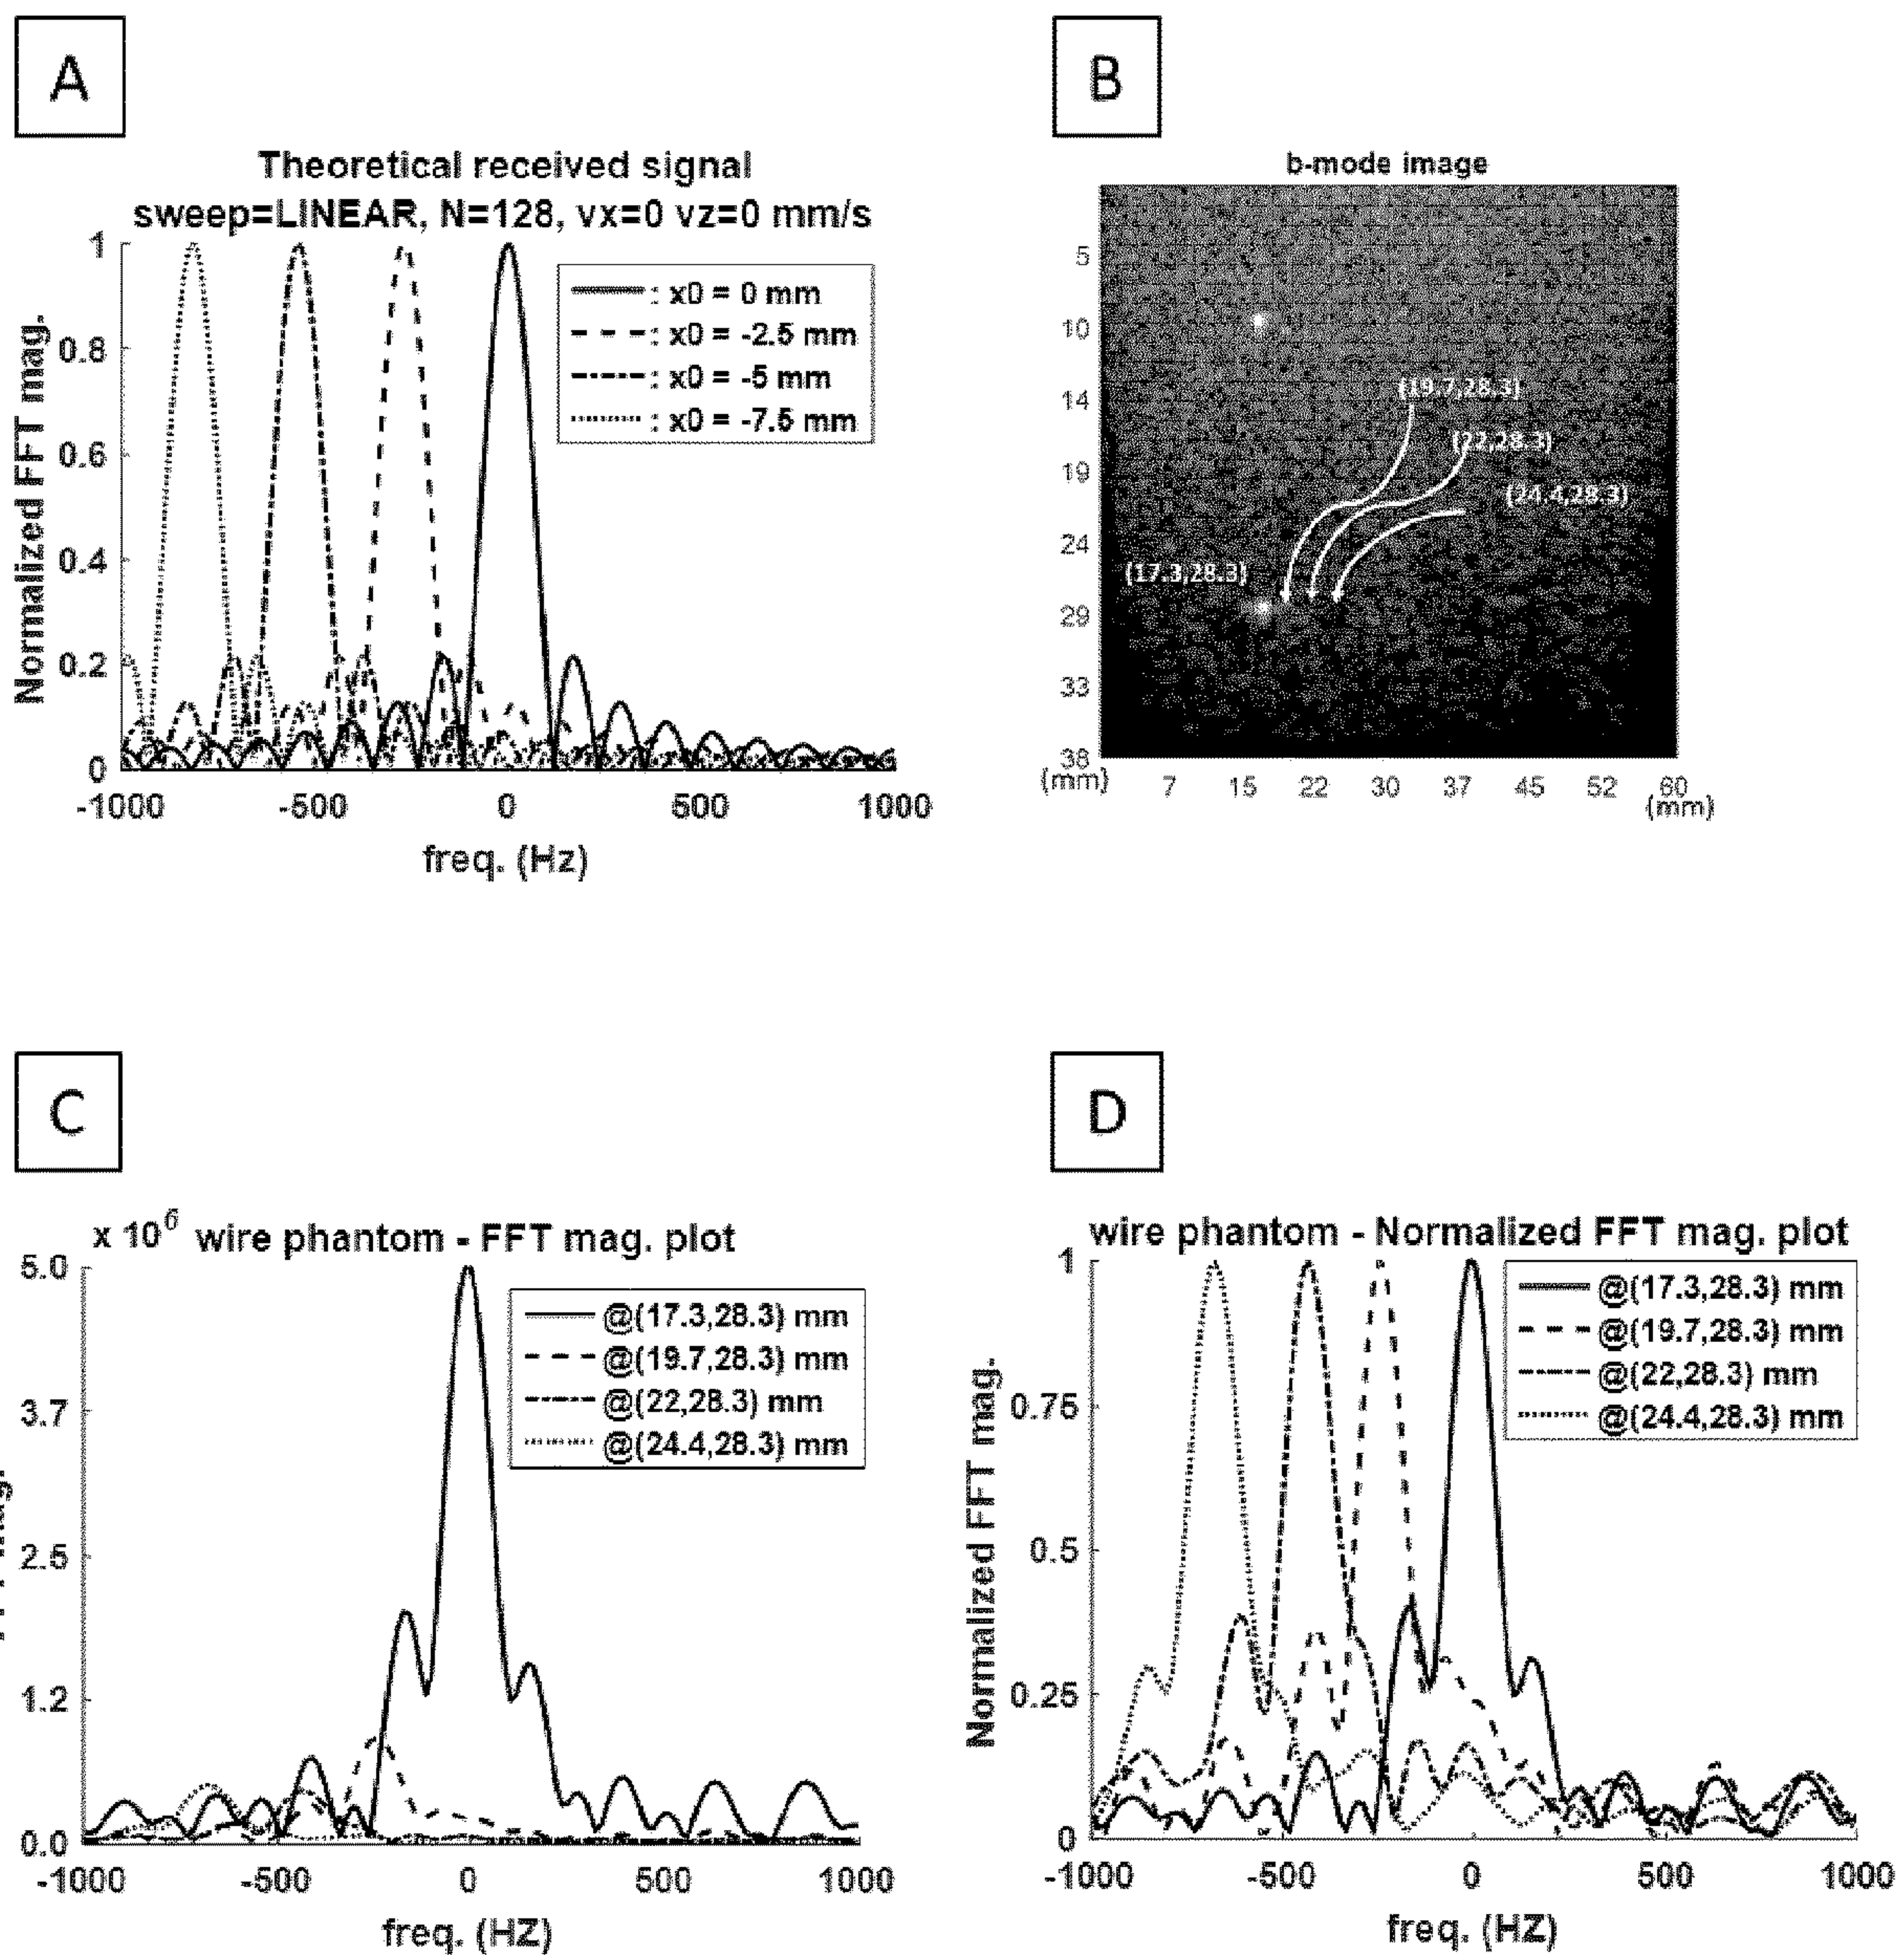 A
Theoretical received signal
sweep=LINEAR, N=128, vx=0 vz=0 mm/s
Normalized FFT mag.
1
0.8
0.6
0.4
0.2
0
-1000
-500
0
500
1000
freq. (Hz)
: x0 = 0 mm
: x0 = -2.5 mm
: x0 = -5 mm
: x0 = -7.5 mm
B
b-mode image
5
10
14
19
24
29
33
38
(mm)
7
15
22
30
37
45
52
60
(mm)
(19.7,28.3)
(22,28.3)
(24.4,28.3)
(17.3,28.3)
C
x 10^6 wire phantom - FFT mag. plot
5.0
3.7
2.5
1.2
0.0
-1000
-500
0
500
1000
freq. (HZ)
@(17.3,28.3) mm
@(19.7,28.3) mm
@(22,28.3) mm
@(24.4,28.3) mm
D
wire phantom - Normalized FFT mag. plot
Normalized FFT mag.
1
0.75
0.5
0.25
0
-1000
-500
0
500
1000
freq. (HZ)
@(17.3,28.3) mm
@(19.7,28.3) mm
@(22,28.3) mm
@(24.4,28.3) mm